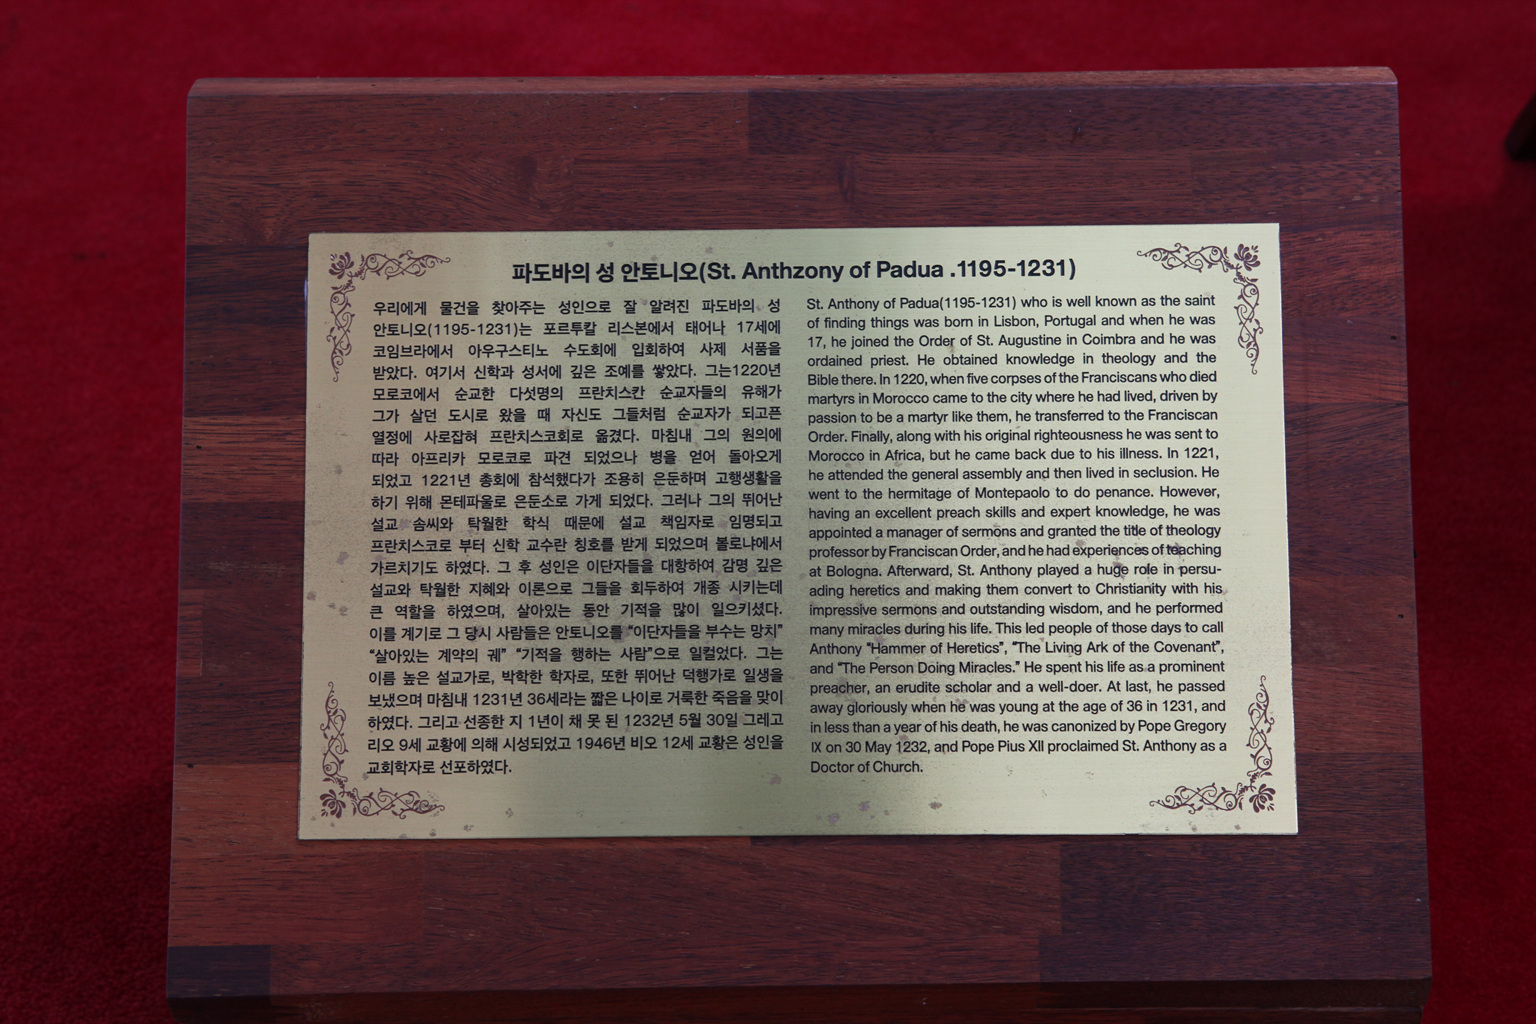 파도바의 성 안토니오(St. Anthzony of Padua .1195-1231)
우리에게 물건을 찾아주는 성인으로 잘 알려진 파도바의 성
안토니오(1195-1231)는 포르투칼 리스본에서 태어나 17세에
코임브라에서 아우구스티노 수도회에 입회하여 사제 서품을
받았다. 여기서 신학과 성서에 깊은 조예를 쌓았다. 그는1220년
모로코에서 순교한 다섯명의 프란치스칸 순교자들의 유해가
그가 살던 도시로 왔을 때 자신도 그들처럼 순교자가 되고픈
열정에 사로잡혀 프란치스코회로 옮겼다. 마침내 그의 원의에
따라 아프리카 모로코로 파견 되었으나 병을 얻어 돌아오게
되었고 1221년 총회에 참석했다가 조용히 은둔하며 고행생활을
하기 위해 몬테파울로 은둔소로 가게 되었다. 그러나 그의 뛰어난
설교 솜씨와 탁월한 학식 때문에 설교 책임자로 임명되고
프란치스코로 부터 신학 교수란 칭호를 받게 되었으며 볼로냐에서
가르치기도 하였다. 그 후 성인은 이단자들을 대항하여 감명 깊은
설교와 탁월한 지혜와 이론으로 그들을 회두하여 개종 시키는데
큰 역할을 하였으며, 살아있는 동안 기적을 많이 일으키셨다.
이를 계기로 그 당시 사람들은 안토니오를 “이단자들을 부수는 망치”
“살아있는 계약의 궤” “기적을 행하는 사람”으로 일컬었다. 그는
이름 높은 설교가로, 박학한 학자로, 또한 뛰어난 덕행가로 일생을
보냈으며 마침내 1231년 36세라는 짧은 나이로 거룩한 죽음을 맞이
하였다. 그리고 선종한 지 1년이 채 못 된 1232년 5월 30일 그레고
리오 9세 교황에 의해 시성되었고 1946년 비오 12세 교황은 성인을
교회학자로 선포하였다.
St. Anthony of Padua(1195-1231) who is well known as the saint
of finding things was born in Lisbon, Portugal and when he was
17, he joined the Order of St. Augustine in Coimbra and he was
ordained priest. He obtained knowledge in theology and the
Bible there. In 1220, when five corpses of the Franciscans who died
martyrs in Morocco came to the city where he had lived, driven by
passion to be a martyr like them, he transferred to the Franciscan
Order. Finally, along with his original righteousness he was sent to
Morocco in Africa, but he came back due to his illness. In 1221,
he attended the general assembly and then lived in seclusion. He
went to the hermitage of Montepaolo to do penance. However,
having an excellent preach skills and expert knowledge, he was
appointed a manager of sermons and granted the title of theology
professor by Franciscan Order, and he had experiences of teaching
at Bologna. Afterward, St. Anthony played a huge role in persu-
ading heretics and making them convert to Christianity with his
impressive sermons and outstanding wisdom, and he performed
many miracles during his life. This led people of those days to call
Anthony “Hammer of Heretics”, “The Living Ark of the Covenant”,
and “The Person Doing Miracles.” He spent his life as a prominent
preacher, an erudite scholar and a well-doer. At last, he passed
away gloriously when he was young at the age of 36 in 1231, and
in less than a year of his death, he was canonized by Pope Gregory
IX on 30 May 1232, and Pope Pius XII proclaimed St. Anthony as a
Doctor of Church.